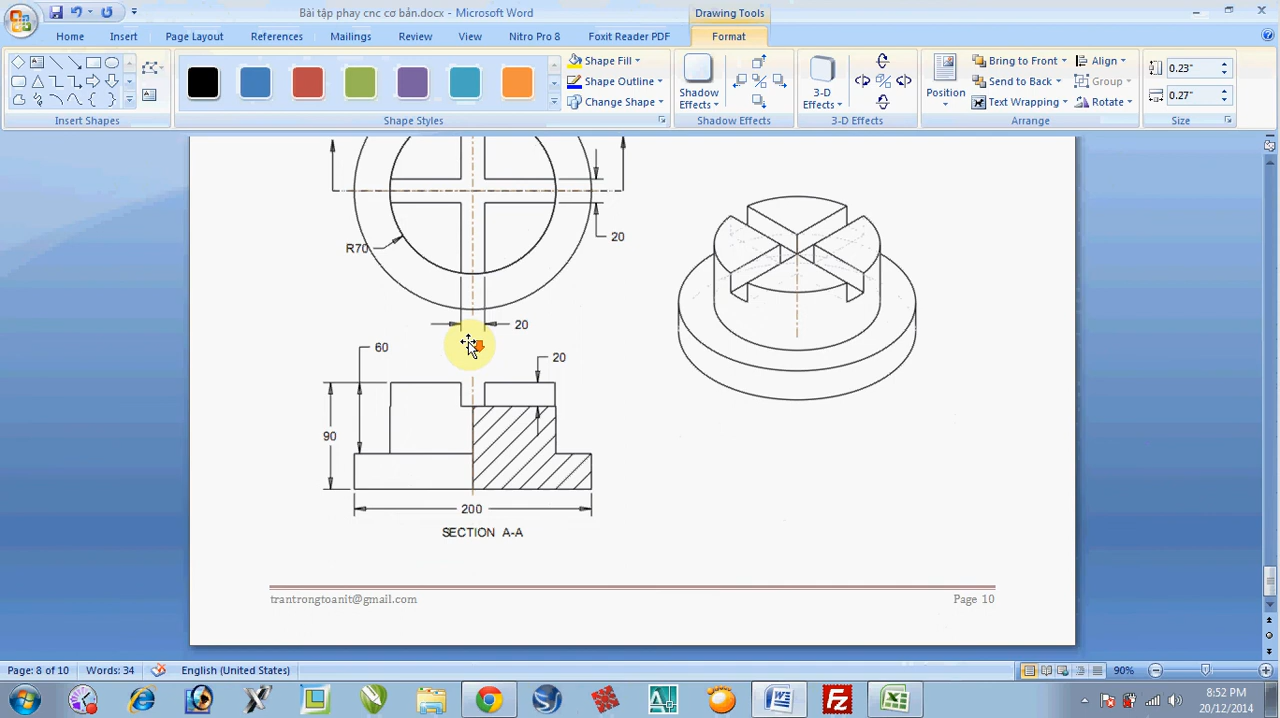 Bài tập phay cnc cơ bản.docx - Microsoft Word
Drawing Tools
Home Insert Page Layout References Mailings Review View Nitro Pro 8 Foxit Reader PDF Format
Shape Fill
Shape Outline
Change Shape
Shadow Effects
3-D Effects
Position
Bring to Front
Send to Back
Text Wrapping
Align
Group
Rotate
0.23"
0.27"
Insert Shapes Shape Styles Shadow Effects 3-D Effects Arrange Size
20
R70
20
60
20
90
200
SECTION A-A
trantrongtoanit@gmail.com Page 10
Page: 8 of 10 Words: 34 English (United States) 90%
8:52 PM
20/12/2014